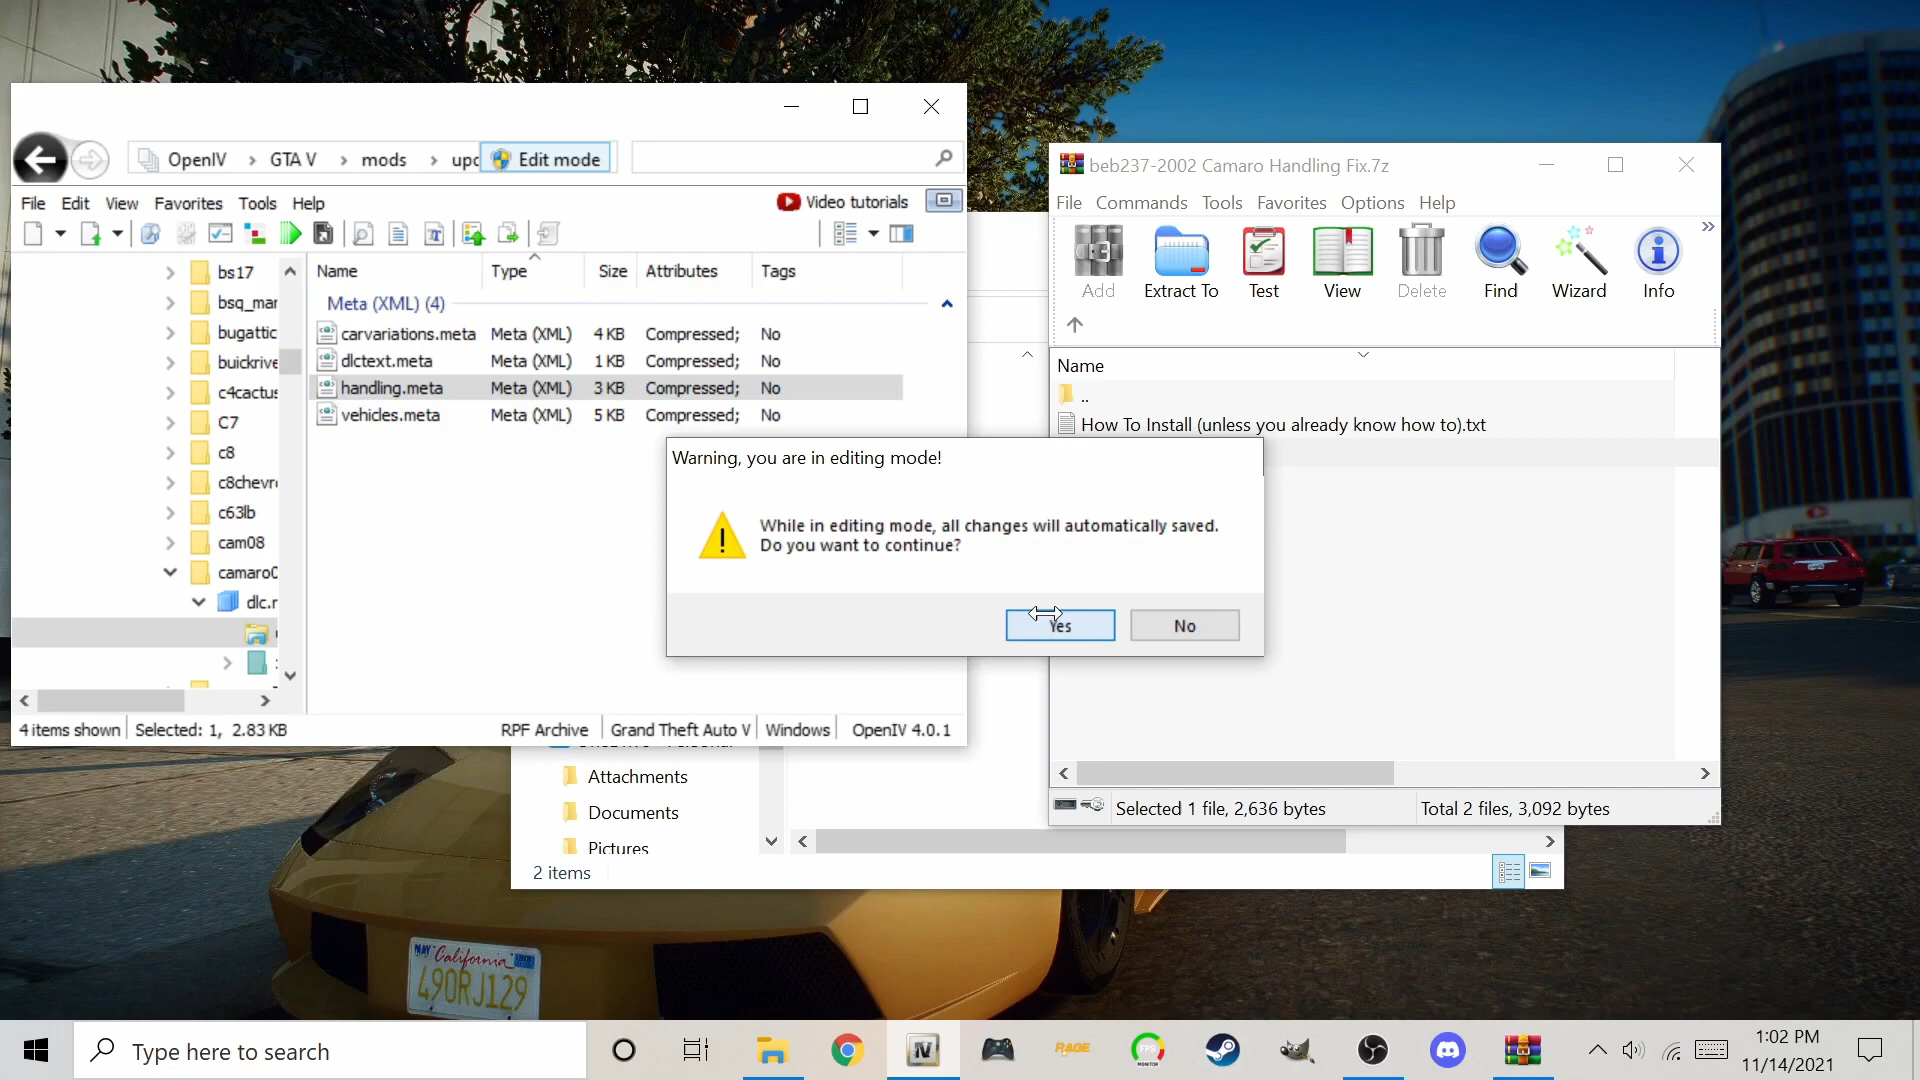 OpenIV > GTA V > mods > upd
Edit mode
File Edit View Favorites Tools Help
Video tutorials
Name Type Size Attributes Tags
Meta (XML) (4)
carvariations.meta Meta (XML) 4 KB Compressed; No
dlctext.meta Meta (XML) 1 KB Compressed; No
handling.meta Meta (XML) 3 KB Compressed; No
vehicles.meta Meta (XML) 5 KB Compressed; No
bs17
bsq_mar
bugattic
buickrive
c4cactus
C7
c8
c8chevr
c63lb
cam08
camaro0
dlc.r
4 items shown Selected: 1, 2.83 KB
RPF Archive Grand Theft Auto V Windows OpenIV 4.0.1
Warning, you are in editing mode!
While in editing mode, all changes will automatically saved.
Do you want to continue?
Yes No
beb237-2002 Camaro Handling Fix.7z
File Commands Tools Favorites Options Help
Add Extract To Test View Delete Find Wizard Info
Name
..
How To Install (unless you already know how to).txt
Selected 1 file, 2,636 bytes
Total 2 files, 3,092 bytes
Attachments
Documents
Pictures
2 items
California
490RJ129
Type here to search
RAGE
FPS
MONITOR
1:02 PM
11/14/2021